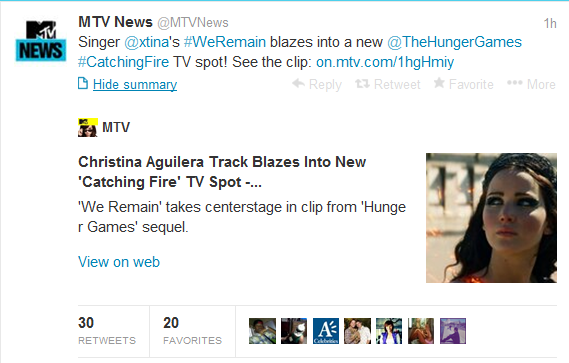 MTV
NEWS
MTV News @MTVNews 1h
Singer @xtina's #WeRemain blazes into a new @TheHungerGames
#CatchingFire TV spot! See the clip: on.mtv.com/1hgHmiy
Hide summary Reply Retweet Favorite More
MTV
Christina Aguilera Track Blazes Into New
'Catching Fire' TV Spot -...
'We Remain' takes centerstage in clip from 'Hunge
r Games' sequel.
View on web
30 20
RETWEETS FAVORITES
A
Celebrities